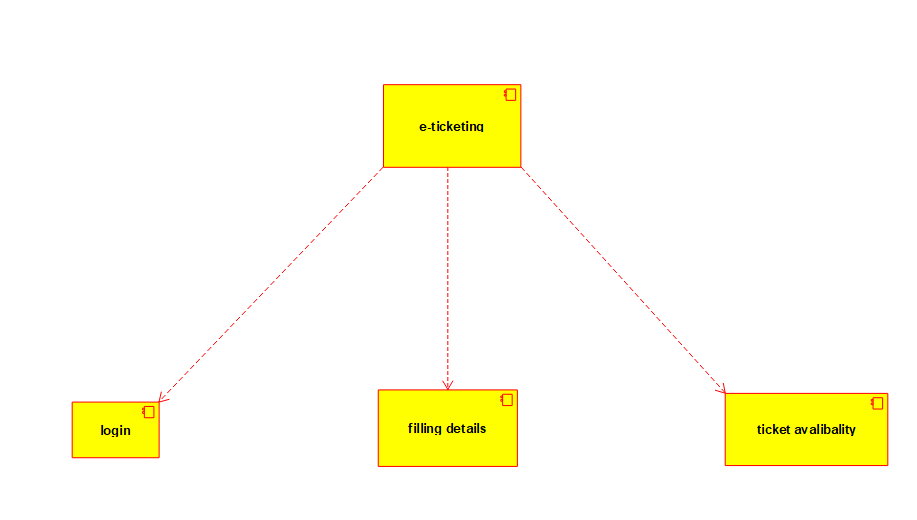 e-ticketing
login
filling details
ticket avalibality